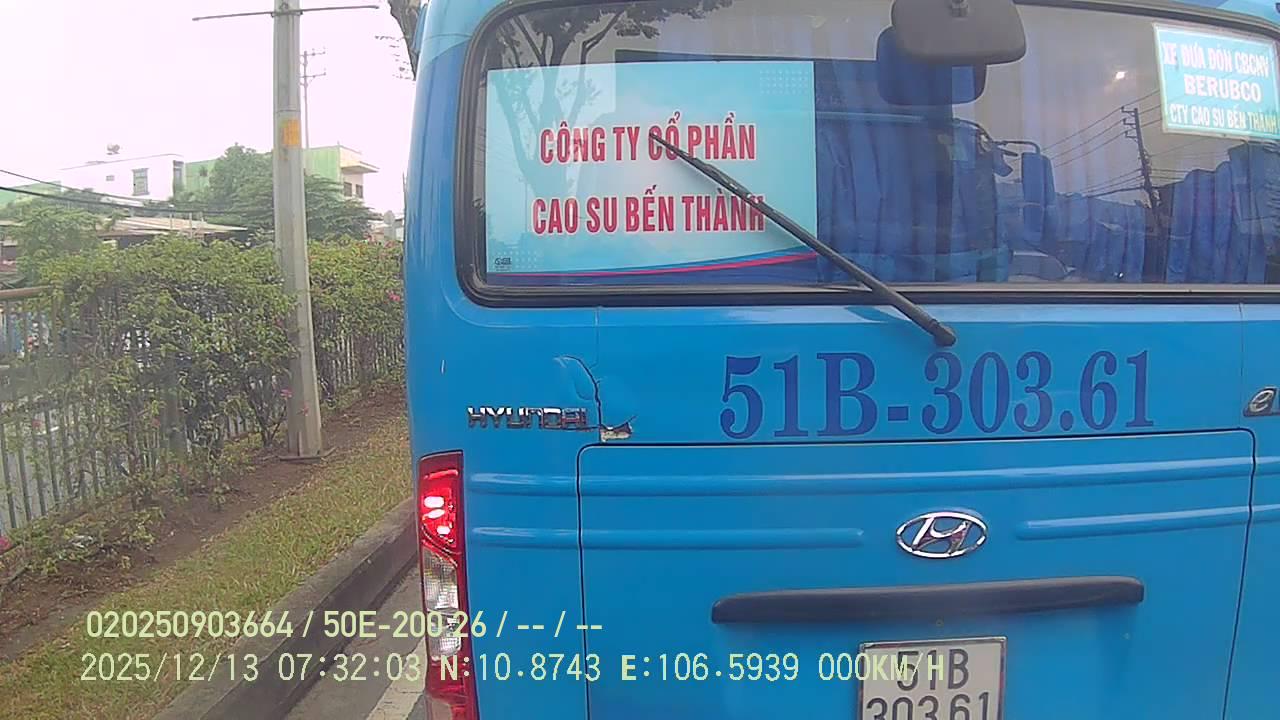 CÔNG TY CỔ PHẦN
CAO SU BẾN THÀNH
XE ĐƯA ĐÓN CBCNV
BERUBCO
CTY CAO SU BẾN THÀNH
51B-303.61
HYUNDAI
51B
303.61
020250903664 / 50E-200.26 / -- / --
2025/12/13 07:32:03 N:10.8743 E:106.5939 000KM/H